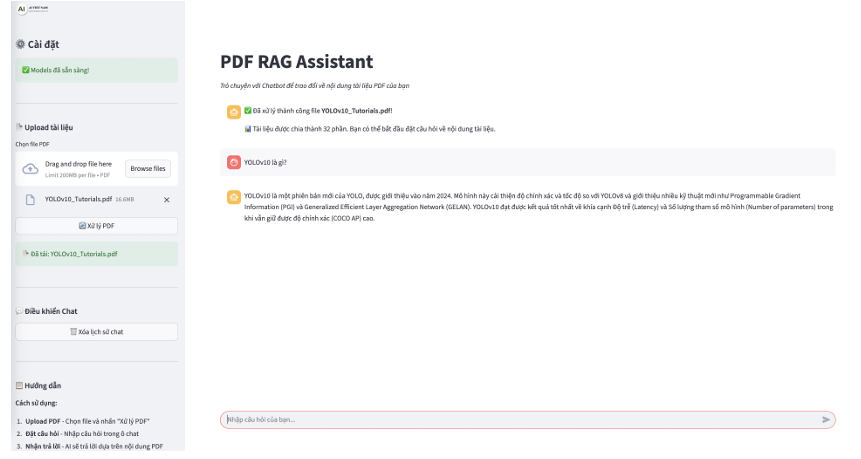 AI
Cài đặt
Models đã sẵn sàng!
Upload tài liệu
Chọn file PDF
Drag and drop file here
Limit 200MB per file • PDF
Browse files
YOLOv10_Tutorials.pdf 16.6MB
Xử lý PDF
Đã tải: YOLOv10_Tutorials.pdf
Điều khiển Chat
Xóa lịch sử chat
Hướng dẫn
Cách sử dụng:
1. Upload PDF - Chọn file và nhấn "Xử lý PDF"
2. Đặt câu hỏi - Nhập câu hỏi trong ô chat
3. Nhận trả lời - AI sẽ trả lời dựa trên nội dung PDF
PDF RAG Assistant
Trò chuyện với Chatbot để trao đổi về nội dung tài liệu PDF của bạn
Đã xử lý thành công file YOLOv10_Tutorials.pdf!
Tài liệu được chia thành 32 phần. Bạn có thể bắt đầu đặt câu hỏi về nội dung tài liệu.
YOLOv10 là gì?
YOLOv10 là một phiên bản mới của YOLO, được giới thiệu vào năm 2024. Mô hình này cải thiện độ chính xác và tốc độ so với YOLOv8 và giới thiệu nhiều kỹ thuật mới như Programmable Gradient
Information (PGI) và Generalized Efficient Layer Aggregation Network (GELAN). YOLOv10 đạt được kết quả tốt nhất về khía cạnh Độ trễ (Latency) và Số lượng tham số mô hình (Number of parameters) trong
khi vẫn giữ được độ chính xác (COCO AP) cao.
Nhập câu hỏi của bạn...